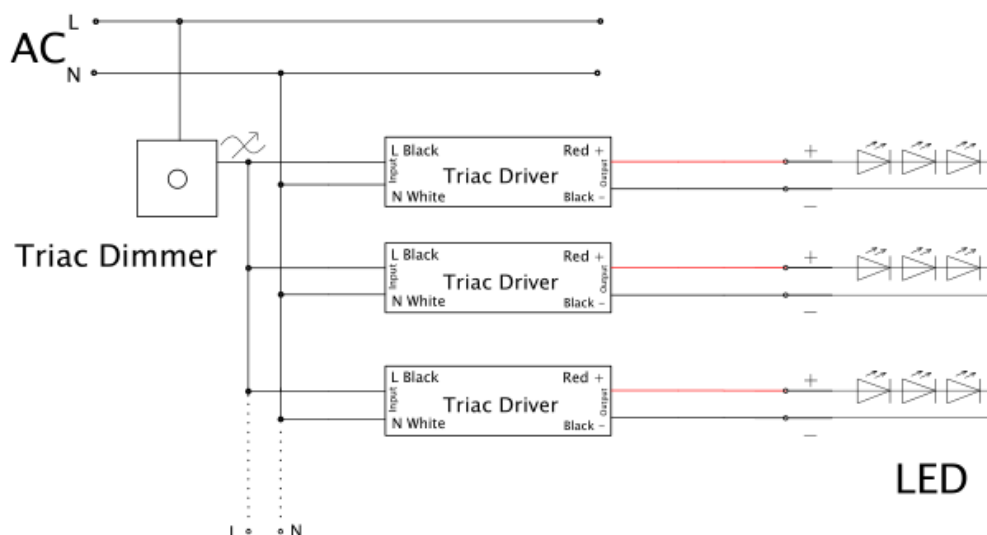 L
AC
N
L Black
Red +
Input
Triac Driver
Output
N White
Black -
Triac Dimmer
L Black
Red +
Input
Triac Driver
Output
N White
Black -
L Black
Red +
Input
Triac Driver
Output
N White
Black -
+
−
+
−
+
−
LED
L
N